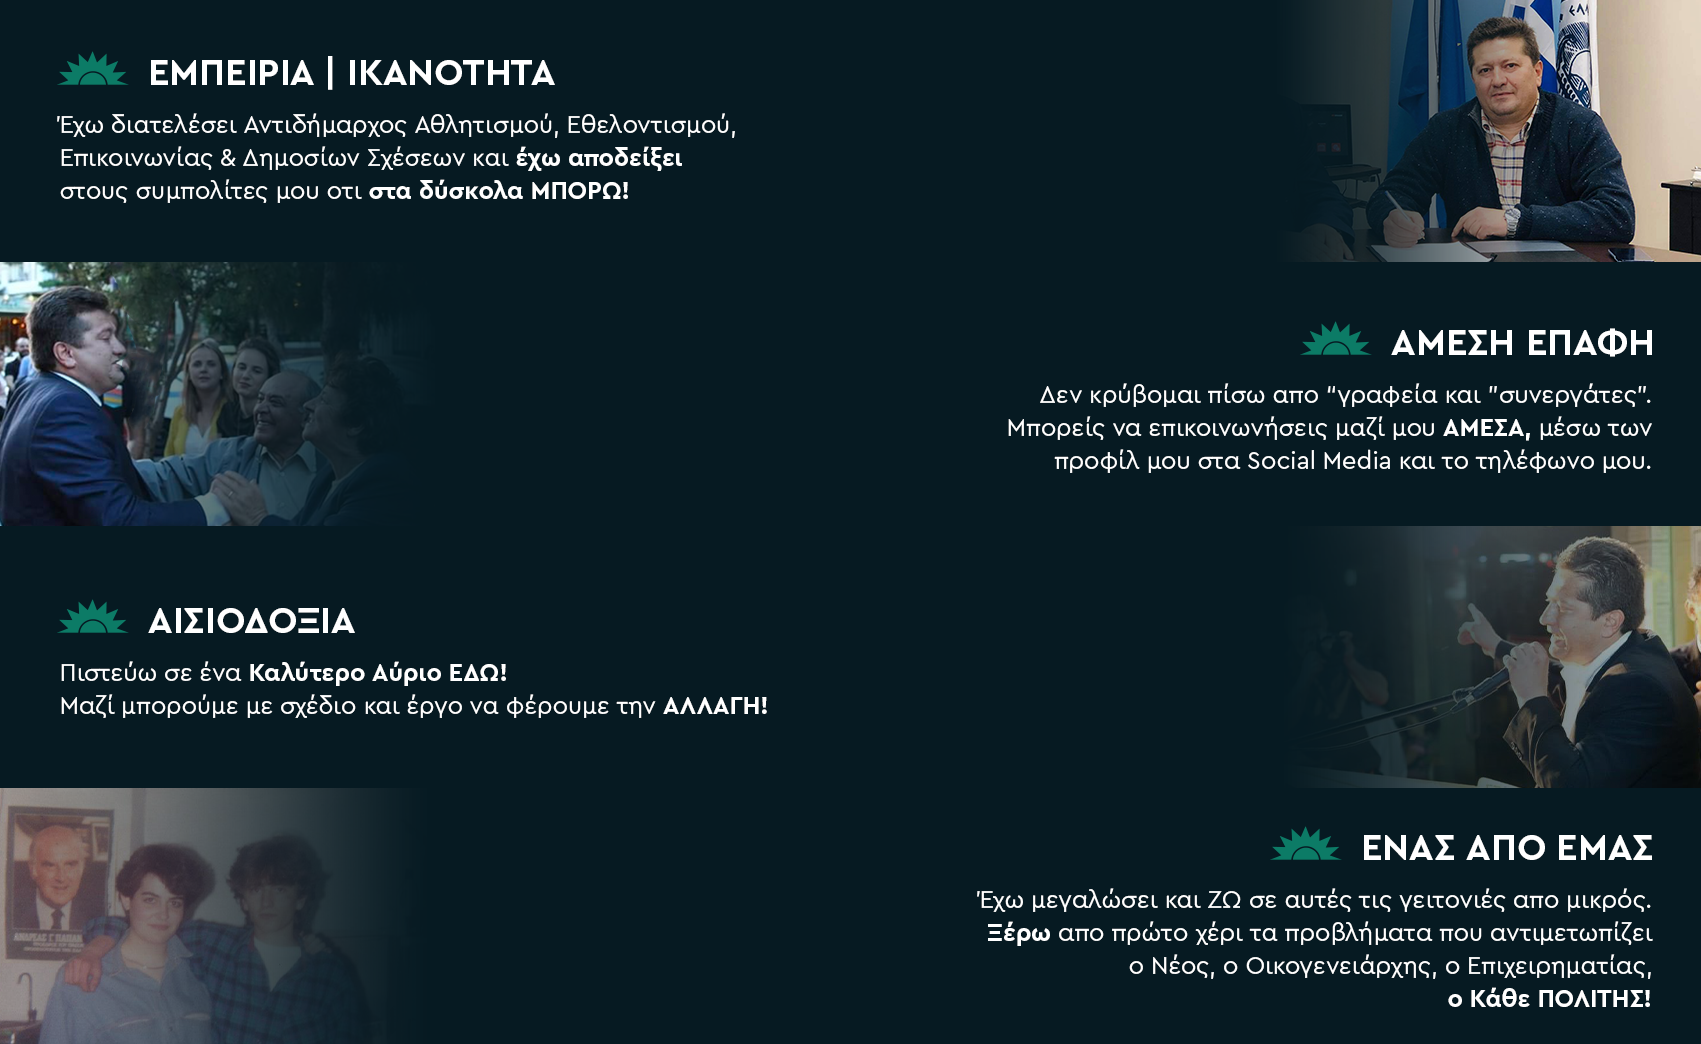 ΕΜΠΕΙΡΙΑ | ΙΚΑΝΟΤΗΤΑ
Έχω διατελέσει Αντιδήμαρχος Αθλητισμού, Εθελοντισμού,
Επικοινωνίας & Δημοσίων Σχέσεων και έχω αποδείξει
στους συμπολίτες μου οτι στα δύσκολα ΜΠΟΡΩ!
ΑΜΕΣΗ ΕΠΑΦΗ
Δεν κρύβομαι πίσω απο “γραφεία και ”συνεργάτες”.
Μπορείς να επικοινωνήσεις μαζί μου ΑΜΕΣΑ, μέσω των
προφίλ μου στα Social Media και το τηλέφωνο μου.
ΑΙΣΙΟΔΟΞΙΑ
Πιστεύω σε ένα Καλύτερο Αύριο ΕΔΩ!
Μαζί μπορούμε με σχέδιο και έργο να φέρουμε την ΑΛΛΑΓΗ!
ΕΝΑΣ ΑΠΟ ΕΜΑΣ
Έχω μεγαλώσει και ΖΩ σε αυτές τις γειτονιές απο μικρός.
Ξέρω απο πρώτο χέρι τα προβλήματα που αντιμετωπίζει
ο Νέος, ο Οικογενειάρχης, ο Επιχειρηματίας,
ο Κάθε ΠΟΛΙΤΗΣ!